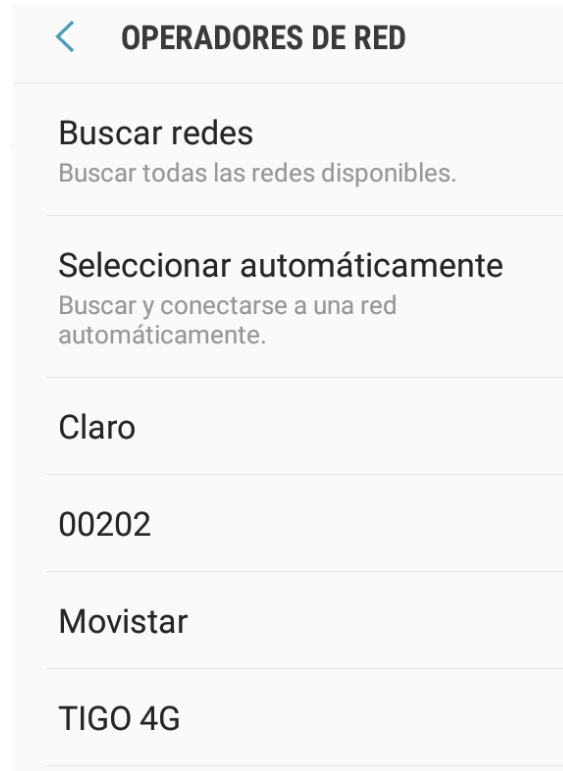 OPERADORES DE RED
Buscar redes
Buscar todas las redes disponibles.
Seleccionar automáticamente
Buscar y conectarse a una red
automáticamente.
Claro
00202
Movistar
TIGO 4G